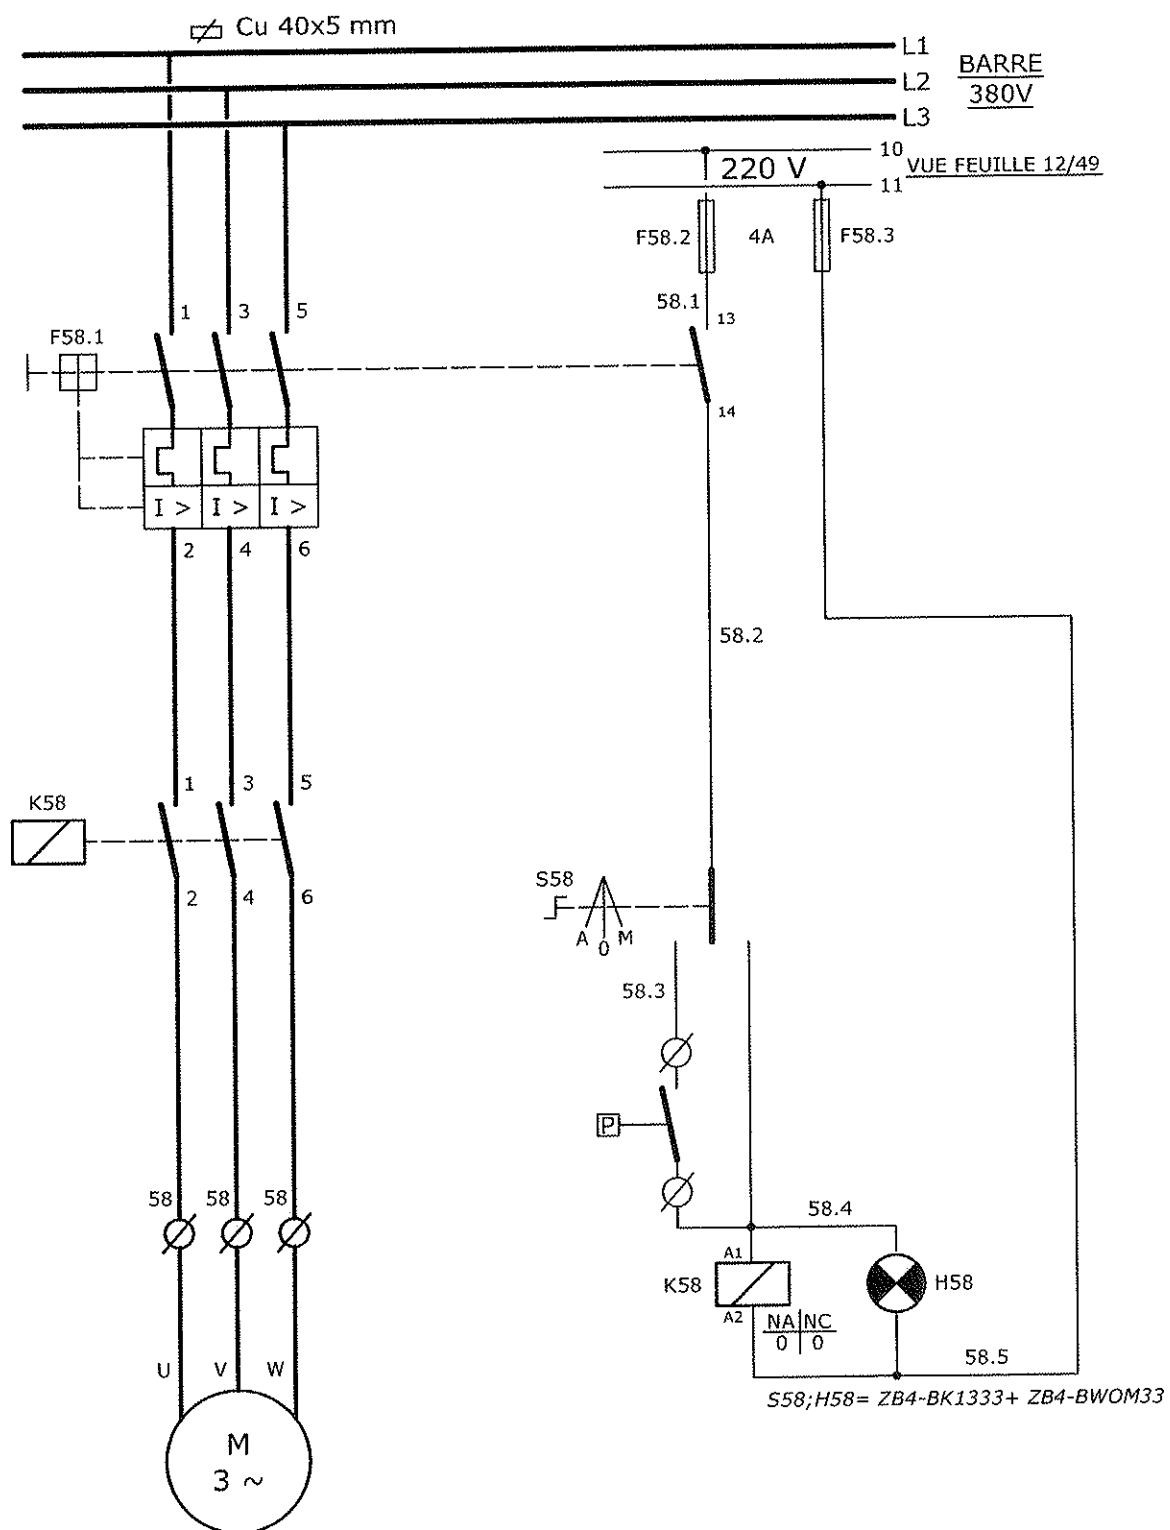 Cu 40x5 mm
L1
BARRE
L2
380V
L3
10
220 V
VUE FEUILLE 12/49
11
F58.2
4A
F58.3
58.1
1
3
5
13
F58.1
14
I >
I >
I >
2
4
6
58.2
1
3
5
K58
2
4
6
S58
A
0
M
58.3
P
58
58
58
58.4
A1
K58
H58
A2
NA
NC
0
0
58.5
U
V
W
S58;H58= ZB4-BK1333+ ZB4-BWOM33
M
3 ~